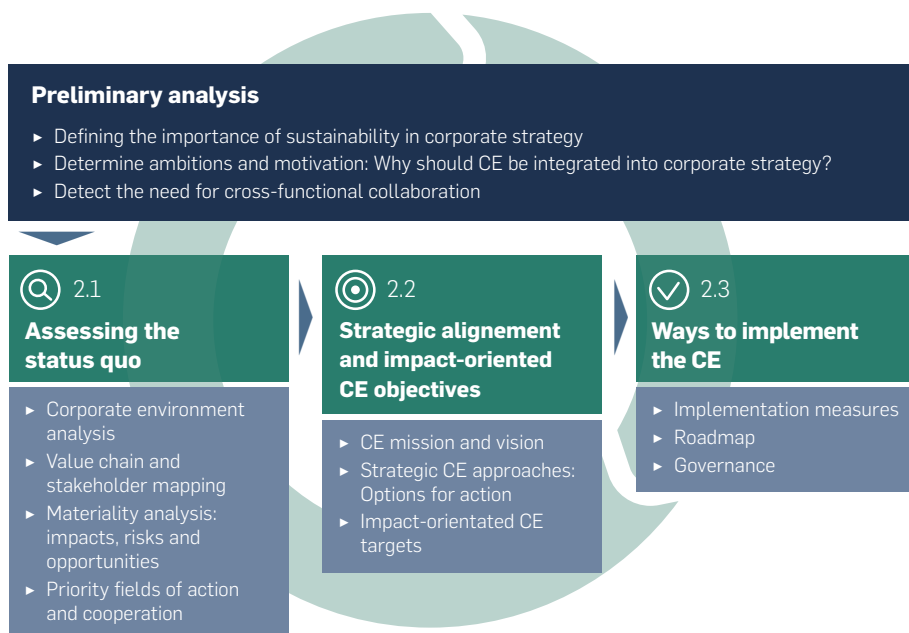 Preliminary analysis
▸ Defining the importance of sustainability in corporate strategy
▸ Determine ambitions and motivation: Why should CE be integrated into corporate strategy?
▸ Detect the need for cross-functional collaboration
2.1
Assessing the
status quo
▸ Corporate environment
analysis
▸ Value chain and
stakeholder mapping
▸ Materiality analysis:
impacts, risks and
opportunities
▸ Priority fields of action
and cooperation
2.2
Strategic alignement
and impact-oriented
CE objectives
▸ CE mission and vision
▸ Strategic CE approaches:
Options for action
▸ Impact-orientated CE
targets
2.3
Ways to implement
the CE
▸ Implementation measures
▸ Roadmap
▸ Governance